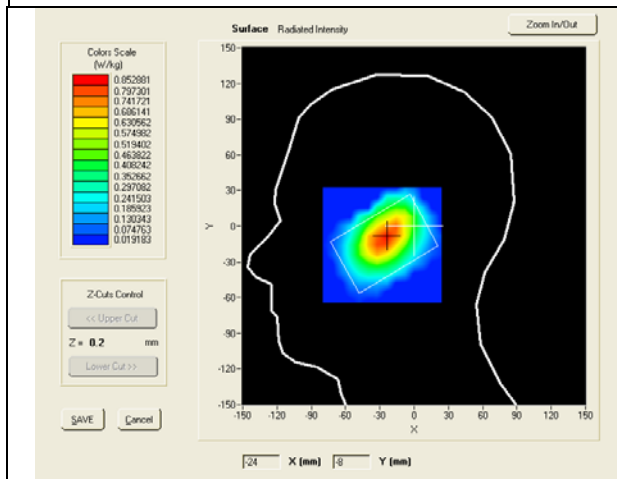 Surface Radiated Intensity
Zoom In/Out
Colors Scale
(W/kg)
0.852881
0.797301
0.741721
0.686141
0.630562
0.574982
0.519402
0.463822
0.408242
0.352662
0.297082
0.241503
0.185923
0.130343
0.074763
0.019183
Z-Cuts Control
<< Upper Cut
Z = 0.2 mm
Lower Cut >>
SAVE Cancel
150-
120-
90-
60-
30-
0-
-30-
-60-
-90-
-120-
-150-
Y
-150 -120 -90 -60 -30 0 30 60 90 120 150
X
-24 X (mm) -8 Y (mm)